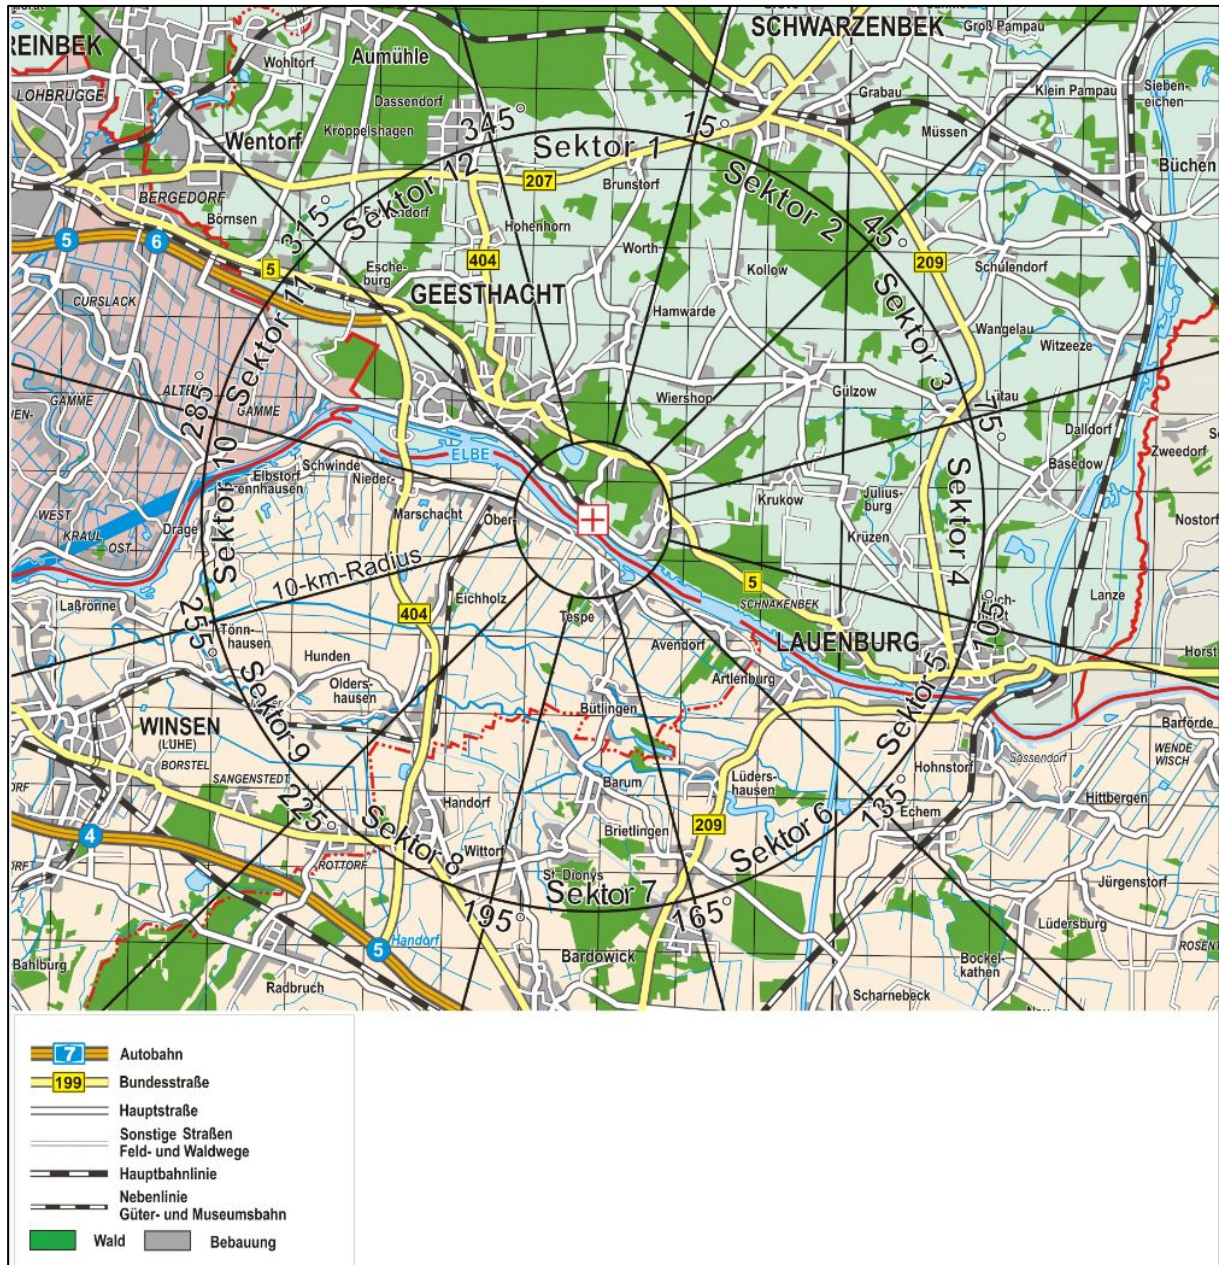 REINBEK
SCHWARZENBEK
Groß Pampau
Wohltorf
Aumühle
LOHBRÜGGE
Dassendorf
Grabau
Klein Pampau
Sieben-
eichen
Kröppelshagen
345°
15°
Müssen
Wentorf
Sektor 1
Büchen
Sektor 12
207
Brunstorf
Sektor 2
BERGEDORF
Börnsen
315°
Hohenhorn
45°
5
6
5
Esche-
burg
404
Worth
Kollow
209
Schulendorf
CURSLACK
Sektor 11
GEESTHACHT
Hamwarde
Sektor 3
Wangelau
Witzeeze
ALTEN-
GAMME
GAMME
Wiershop
Gülzow
Lütau
285°
75°
Dalldorf
Sektor 10
ELBE
Schwinde
Nieder-
Elbstorf
ennhausen
Basedow
Zweedorf
Krukow
Julius-
burg
Sektor 4
WEST
KRAUL
OST
Drage
Marschacht
Ober-
Krüzen
Nostorf
10-km-Radius
Laßrönne
404
Eichholz
5
SCHNAKENBEK
Lanze
255°
Tönn-
hausen
Tespe
105°
Avendorf
LAUENBURG
Horst
Hunden
Olders-
hausen
Artlenburg
Sektor 9
Sektor 5
Bütlingen
WINSEN
(LUHE)
BORSTEL
Barförde
WENDE
WISCH
Sassendorf
Hohnstorf
SANGENSTEDT
Barum
Lüders-
hausen
Hittbergen
225°
Handorf
135°
Echem
4
Sektor 8
Brietlingen
209
Sektor 6
Wittorf
ROTTORF
St. Dionys
Sektor 7
Jürgenstorf
195°
165°
Lüdersburg
5
Handorf
Bardowick
Bockel-
kathen
Bahlburg
Radbruch
Scharnebeck
7
Autobahn
199
Bundesstraße
Hauptstraße
Sonstige Straßen
Feld- und Waldwege
Hauptbahnlinie
Nebenlinie
Güter- und Museumsbahn
Wald
Bebauung